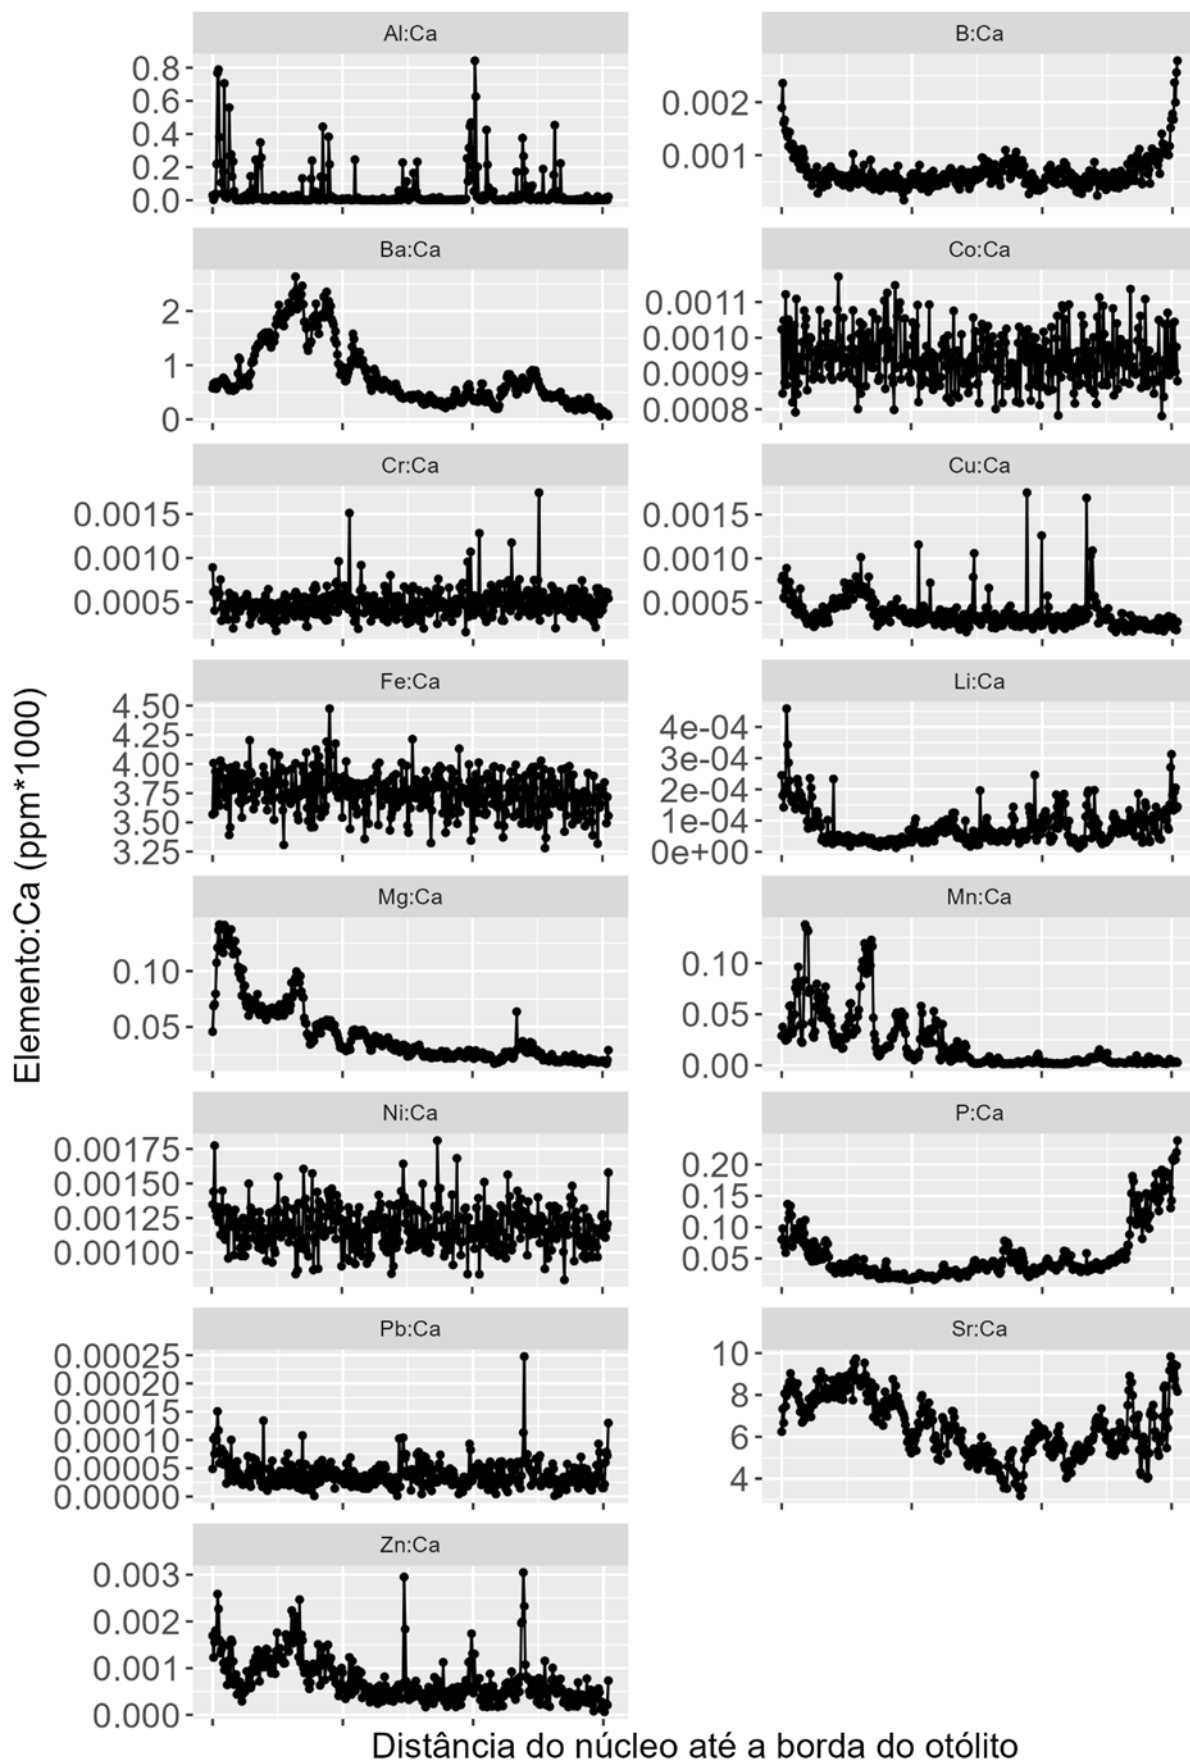 Al:Ca
0.8
0.6
0.4
0.2
0.0
B:Ca
0.002
0.001
Ba:Ca
2
1
0
Co:Ca
0.0011
0.0010
0.0009
0.0008
Cr:Ca
0.0015
0.0010
0.0005
Cu:Ca
0.0015
0.0010
0.0005
Fe:Ca
4.50
4.25
4.00
3.75
3.50
3.25
Li:Ca
4e-04
3e-04
2e-04
1e-04
0e+00
Mg:Ca
0.10
0.05
Mn:Ca
0.10
0.05
0.00
Ni:Ca
0.00175
0.00150
0.00125
0.00100
P:Ca
0.20
0.15
0.10
0.05
Pb:Ca
0.00025
0.00020
0.00015
0.00010
0.00005
0.00000
Sr:Ca
10
8
6
4
Zn:Ca
0.003
0.002
0.001
0.000
Elemento:Ca (ppm*1000)
Distância do núcleo até a borda do otólito